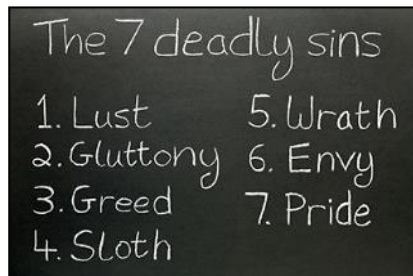 The 7 deadly sins
1. Lust
2. Gluttony
3. Greed
4. Sloth
5. Wrath
6. Envy
7. Pride